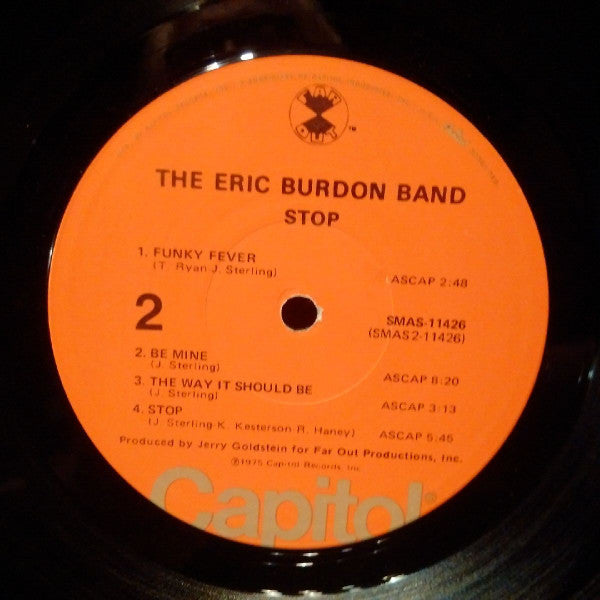 FAR
OUT
™
THE ERIC BURDON BAND
STOP
1. FUNKY FEVER
(T. Ryan J. Sterling)
ASCAP 2:48
2
SMAS-11426
(SMAS2-11426)
2. BE MINE
(J. Sterling)
ASCAP 8:20
3. THE WAY IT SHOULD BE
(J. Sterling)
ASCAP 3:13
4. STOP
(J. Sterling-K. Kesterson R. Haney)
ASCAP 5:45
Produced by Jerry Goldstein for Far Out Productions, Inc.
℗1975 Capitol Records, Inc.
Capitol®